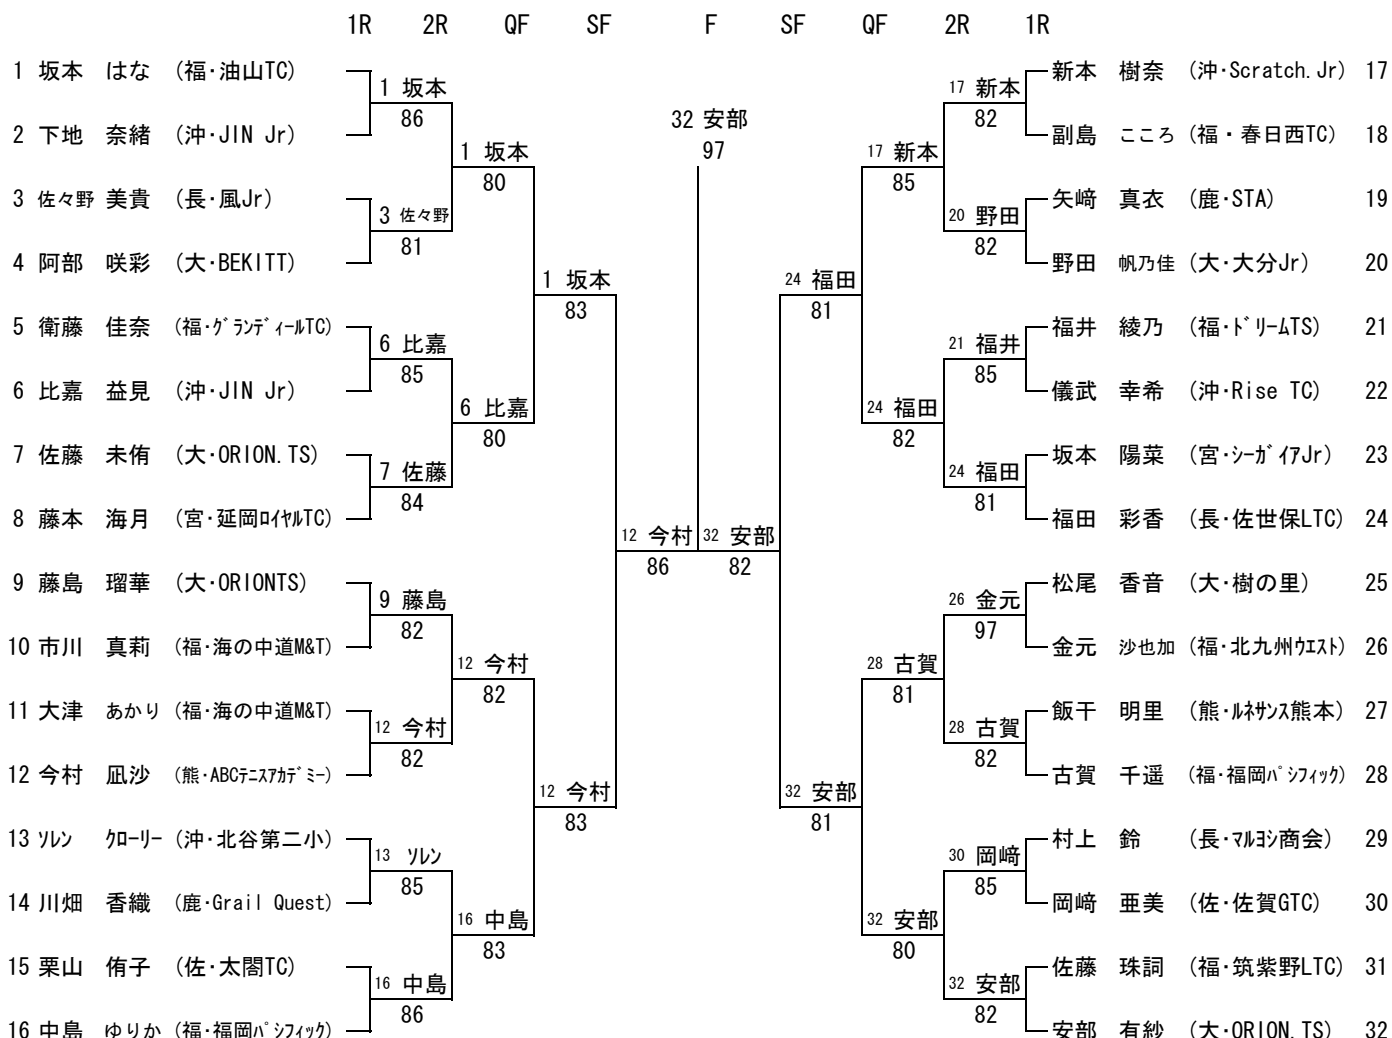 1R 2R QF SF F SF QF 2R 1R
1 坂本 はな (福・油山TC) 新本 樹奈 (沖・Scratch.Jr) 17
1 坂本 17 新本
86 82
2 下地 奈緒 (沖・JIN Jr) 32 安部 副島 こころ (福・春日西TC) 18
1 坂本 97 17 新本
80 85
3 佐々野 美貴 (長・風Jr) 矢﨑 真衣 (鹿・STA) 19
3 佐々野 20 野田
81 82
4 阿部 咲彩 (大・BEKITT) 野田 帆乃佳 (大・大分Jr) 20
1 坂本 24 福田
83 81
5 衛藤 佳奈 (福・グランディールTC) 福井 綾乃 (福・ドリームTS) 21
6 比嘉 21 福井
85 85
6 比嘉 益見 (沖・JIN Jr) 儀武 幸希 (沖・Rise TC) 22
6 比嘉 24 福田
80 82
7 佐藤 未侑 (大・ORION.TS) 坂本 陽菜 (宮・シーガイアJr) 23
7 佐藤 24 福田
84 81
8 藤本 海月 (宮・延岡ロイヤルTC) 福田 彩香 (長・佐世保LTC) 24
12 今村 32 安部
86 82
9 藤島 瑠華 (大・ORIONTS) 松尾 香音 (大・樹の里) 25
9 藤島 26 金元
82 97
10 市川 真莉 (福・海の中道M&T) 金元 沙也加 (福・北九州ウエスト) 26
12 今村 28 古賀
82 81
11 大津 あかり (福・海の中道M&T) 飯干 明里 (熊・ルネサンス熊本) 27
12 今村 28 古賀
82 82
12 今村 凪沙 (熊・ABCテニスアカデミー) 古賀 千遥 (福・福岡パシフィック) 28
12 今村 32 安部
83 81
13 ソレン クローリー (沖・北谷第二小) 村上 鈴 (長・マルヨシ商会) 29
13 ソレン 30 岡﨑
85 85
14 川畑 香織 (鹿・Grail Quest) 岡﨑 亜美 (佐・佐賀GTC) 30
16 中島 32 安部
83 80
15 栗山 侑子 (佐・太閤TC) 佐藤 珠詞 (福・筑紫野LTC) 31
16 中島 32 安部
86 82
16 中島 ゆりか (福・福岡パシフィック) 安部 有紗 (大・ORION.TS) 32